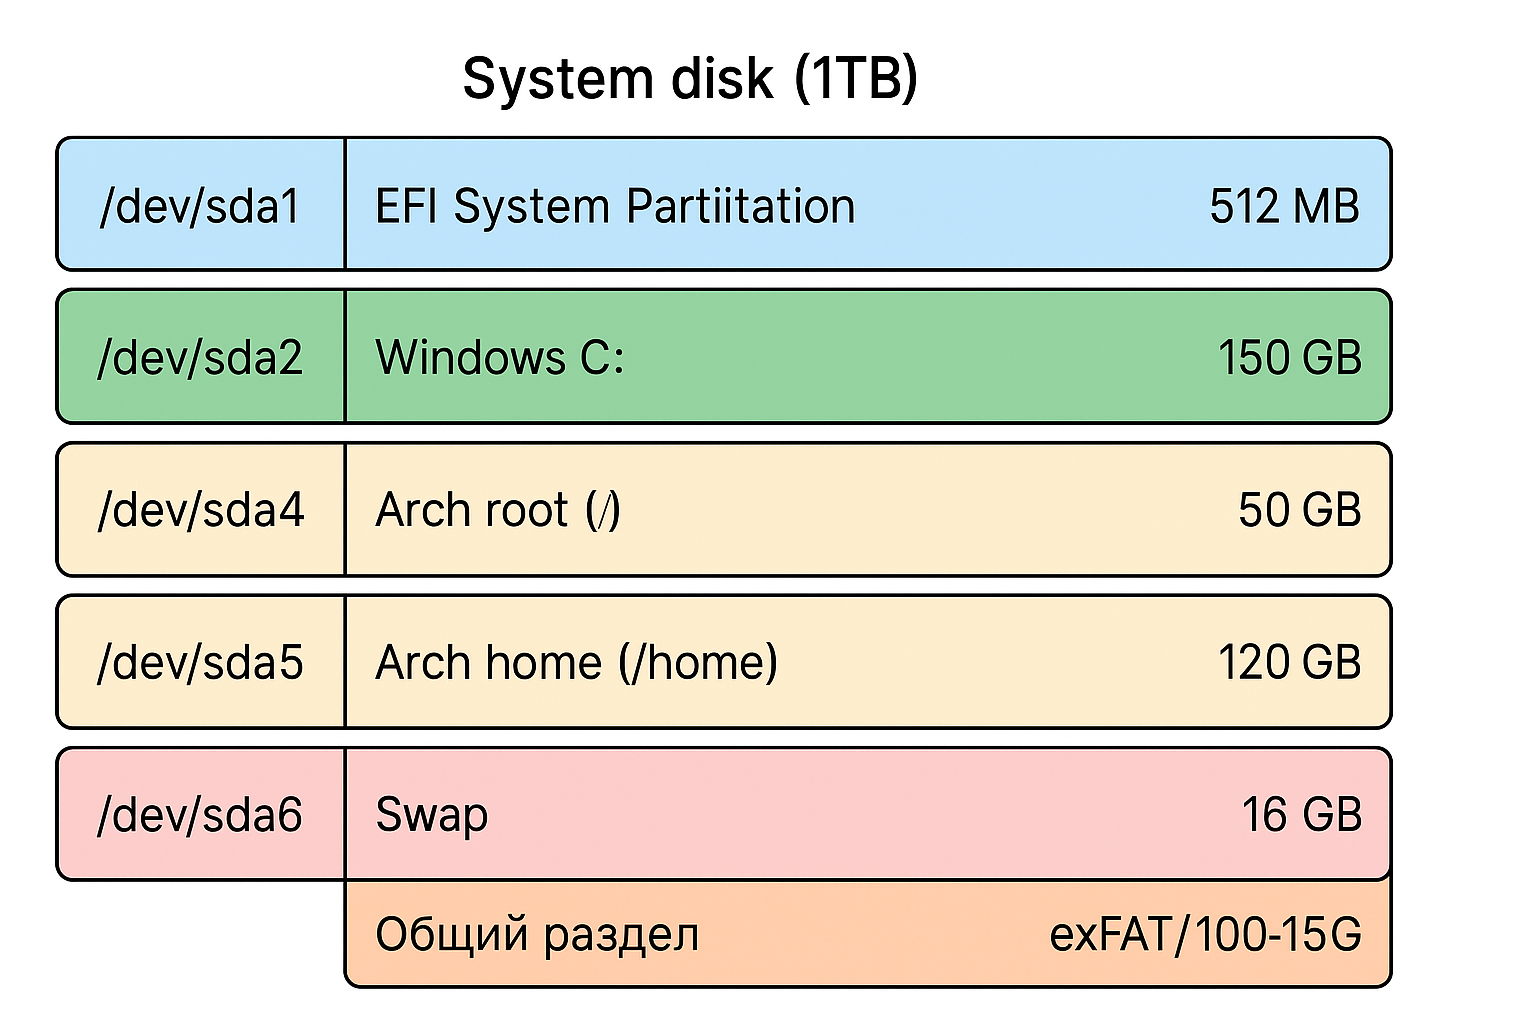 System disk (1TB)
/dev/sda1 EFI System Partiitation 512 MB
/dev/sda2 Windows C: 150 GB
/dev/sda4 Arch root (/) 50 GB
/dev/sda5 Arch home (/home) 120 GB
/dev/sda6 Swap 16 GB
Общий раздел exFAT/100-15G